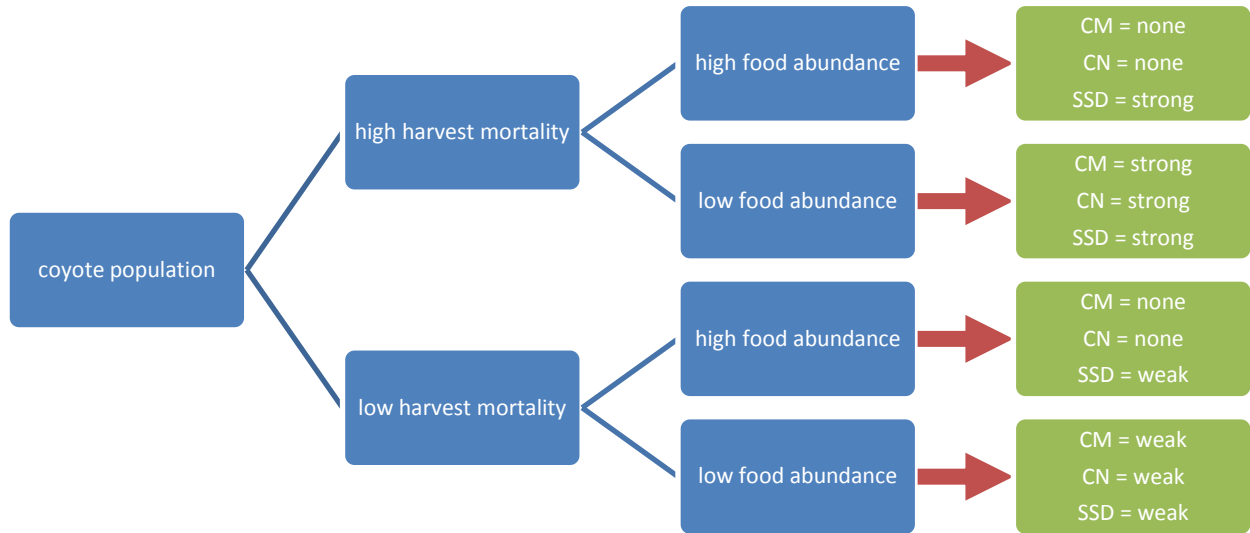 coyote population
high harvest mortality
high food abundance
CM = none
CN = none
SSD = strong
low food abundance
CM = strong
CN = strong
SSD = strong
low harvest mortality
high food abundance
CM = none
CN = none
SSD = weak
low food abundance
CM = weak
CN = weak
SSD = weak